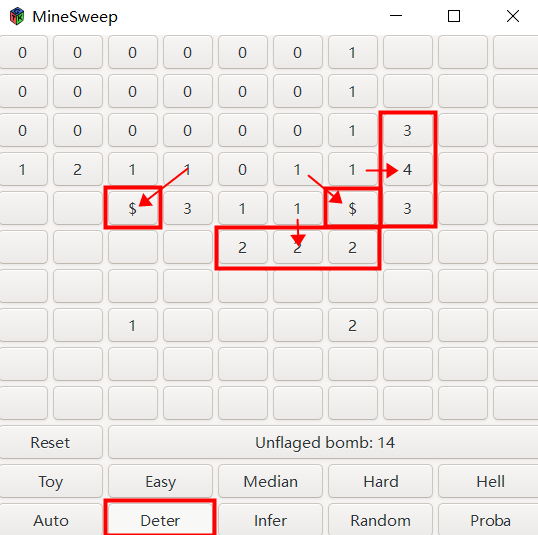 MineSweep
0 0 0 0 0 0 1
0 0 0 0 0 0 1
0 0 0 0 0 0 1 3
1 2 1 1 0 1 1 4
$ 3 1 1 $ 3
2 2 2
1 2
Reset Unflaged bomb: 14
Toy Easy Median Hard Hell
Auto Deter Infer Random Proba